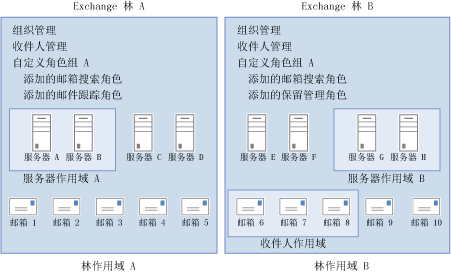 Exchange 林 A
组织管理
收件人管理
自定义角色组 A
添加的邮箱搜索角色
添加的邮件跟踪角色
服务器 A 服务器 B 服务器 C 服务器 D
服务器作用域 A
邮箱 1 邮箱 2 邮箱 3 邮箱 4 邮箱 5
林作用域 A
Exchange 林 B
组织管理
收件人管理
自定义角色组 A
添加的邮箱搜索角色
添加的保留管理角色
服务器 E 服务器 F 服务器 G 服务器 H
服务器作用域 B
邮箱 6 邮箱 7 邮箱 8 邮箱 9 邮箱 10
收件人作用域
林作用域 B